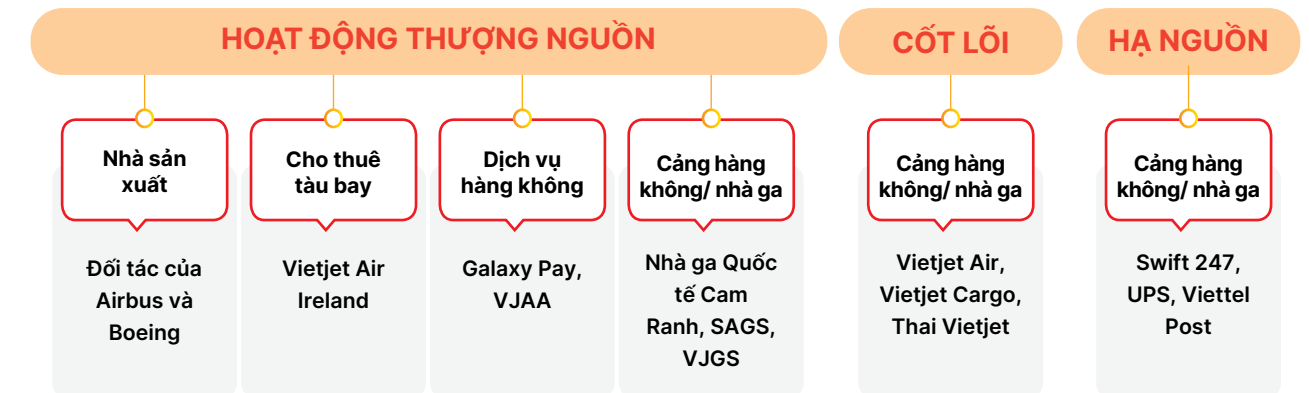 HOẠT ĐỘNG THƯỢNG NGUỒN
CỐT LÕI
HẠ NGUỒN
Nhà sản
xuất
Cho thuê
tàu bay
Dịch vụ
hàng không
Cảng hàng
không/ nhà ga
Cảng hàng
không/ nhà ga
Cảng hàng
không/ nhà ga
Đối tác của
Airbus và
Boeing
Vietjet Air
Ireland
Galaxy Pay,
VJAA
Nhà ga Quốc
tế Cam
Ranh, SAGS,
VJGS
Vietjet Air,
Vietjet Cargo,
Thai Vietjet
Swift 247,
UPS, Viettel
Post